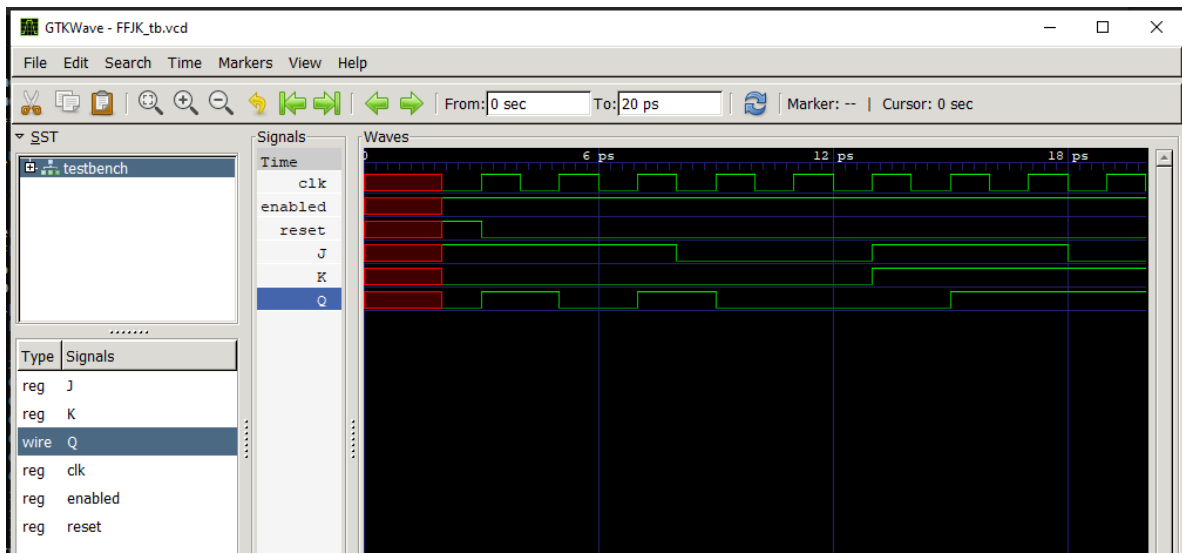 GTKWave - FFJK_tb.vcd
File Edit Search Time Markers View Help
From: 0 sec To: 20 ps Marker: -- | Cursor: 0 sec
SST
testbench
Type Signals
reg J
reg K
wire Q
reg clk
reg enabled
reg reset
Signals
Time
clk
enabled
reset
J
K
Q
Waves
0 6 ps 12 ps 18 ps